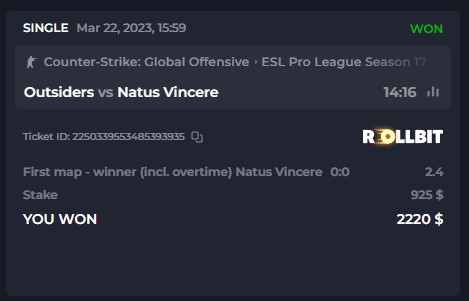 SINGLE Mar 22, 2023, 15:59 WON
Counter-Strike: Global Offensive · ESL Pro League Season 17
Outsiders vs Natus Vincere 14:16
Ticket ID: 2250339553485393935 ROLLBIT
First map - winner (incl. overtime) Natus Vincere 0:0 2.4
Stake 925 $
YOU WON 2220 $